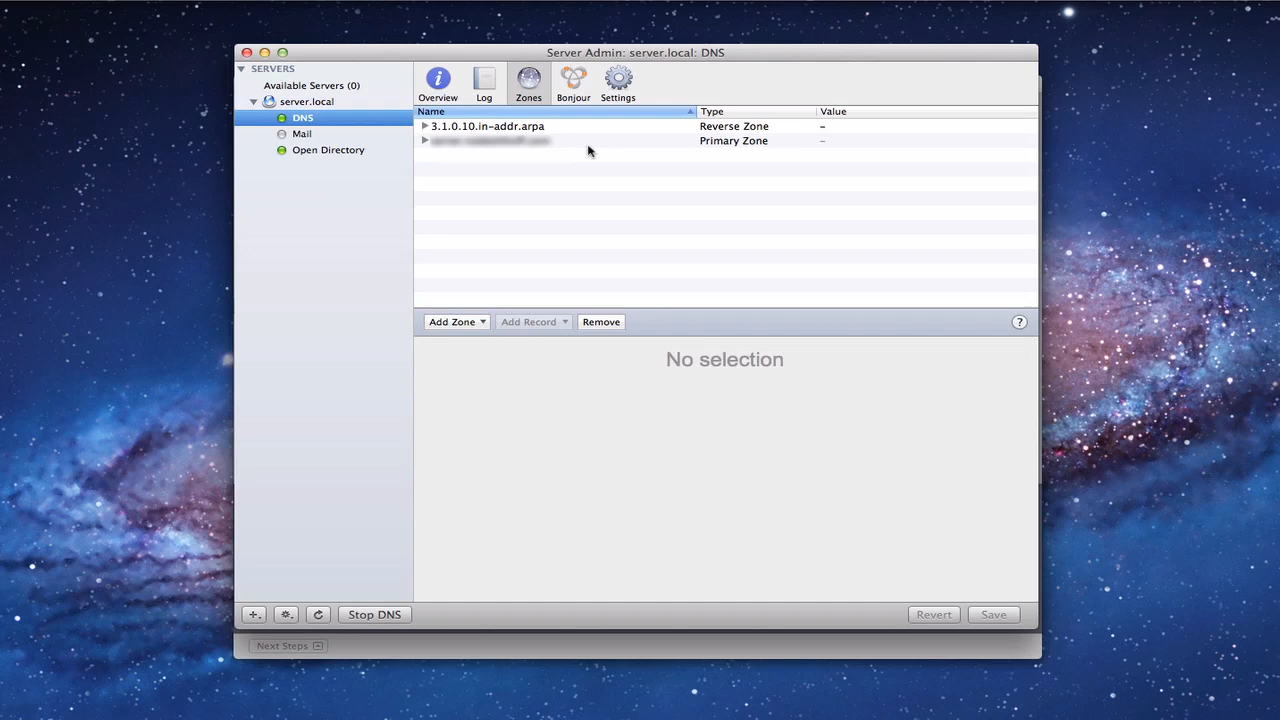 Server Admin: server.local: DNS
SERVERS
Available Servers (0)
server.local
DNS
Mail
Open Directory
Overview
Log
Zones
Bonjour
Settings
Name Type Value
3.1.0.10.in-addr.arpa Reverse Zone –
Primary Zone –
Add Zone Add Record Remove ?
No selection
Stop DNS Revert Save
Next Steps